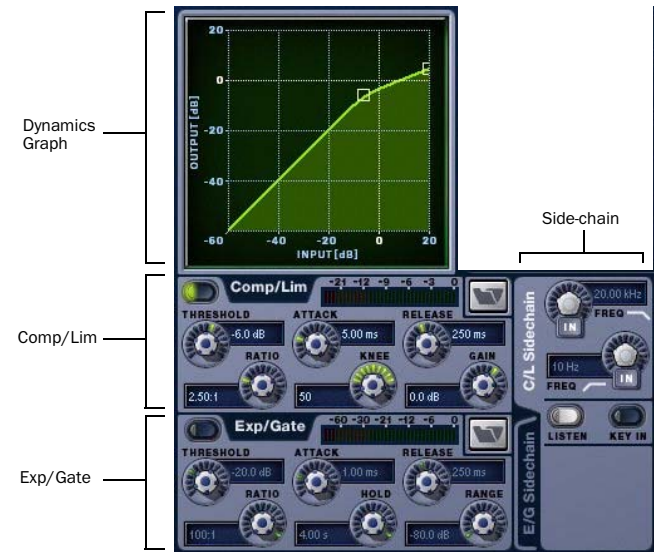 Dynamics
Graph
20
0
-20
-40
-60
OUTPUT [dB]
-40
-20
0
20
INPUT [dB]
Side-chain
Comp/Lim
Comp/Lim
-21 -12 -9 -6 -3 0
THRESHOLD
ATTACK
RELEASE
-6.0 dB
5.00 ms
250 ms
RATIO
KNEE
GAIN
2.50:1
50
0.0 dB
C/L Sidechain
20.00 kHz
FREQ
IN
10 Hz
FREQ
IN
Exp/Gate
Exp/Gate
-60 -30 -21 -12 -6 0
THRESHOLD
ATTACK
RELEASE
-20.0 dB
1.00 ms
250 ms
RATIO
HOLD
RANGE
100:1
4.00 s
-80.0 dB
E/G Sidechain
LISTEN
KEY IN